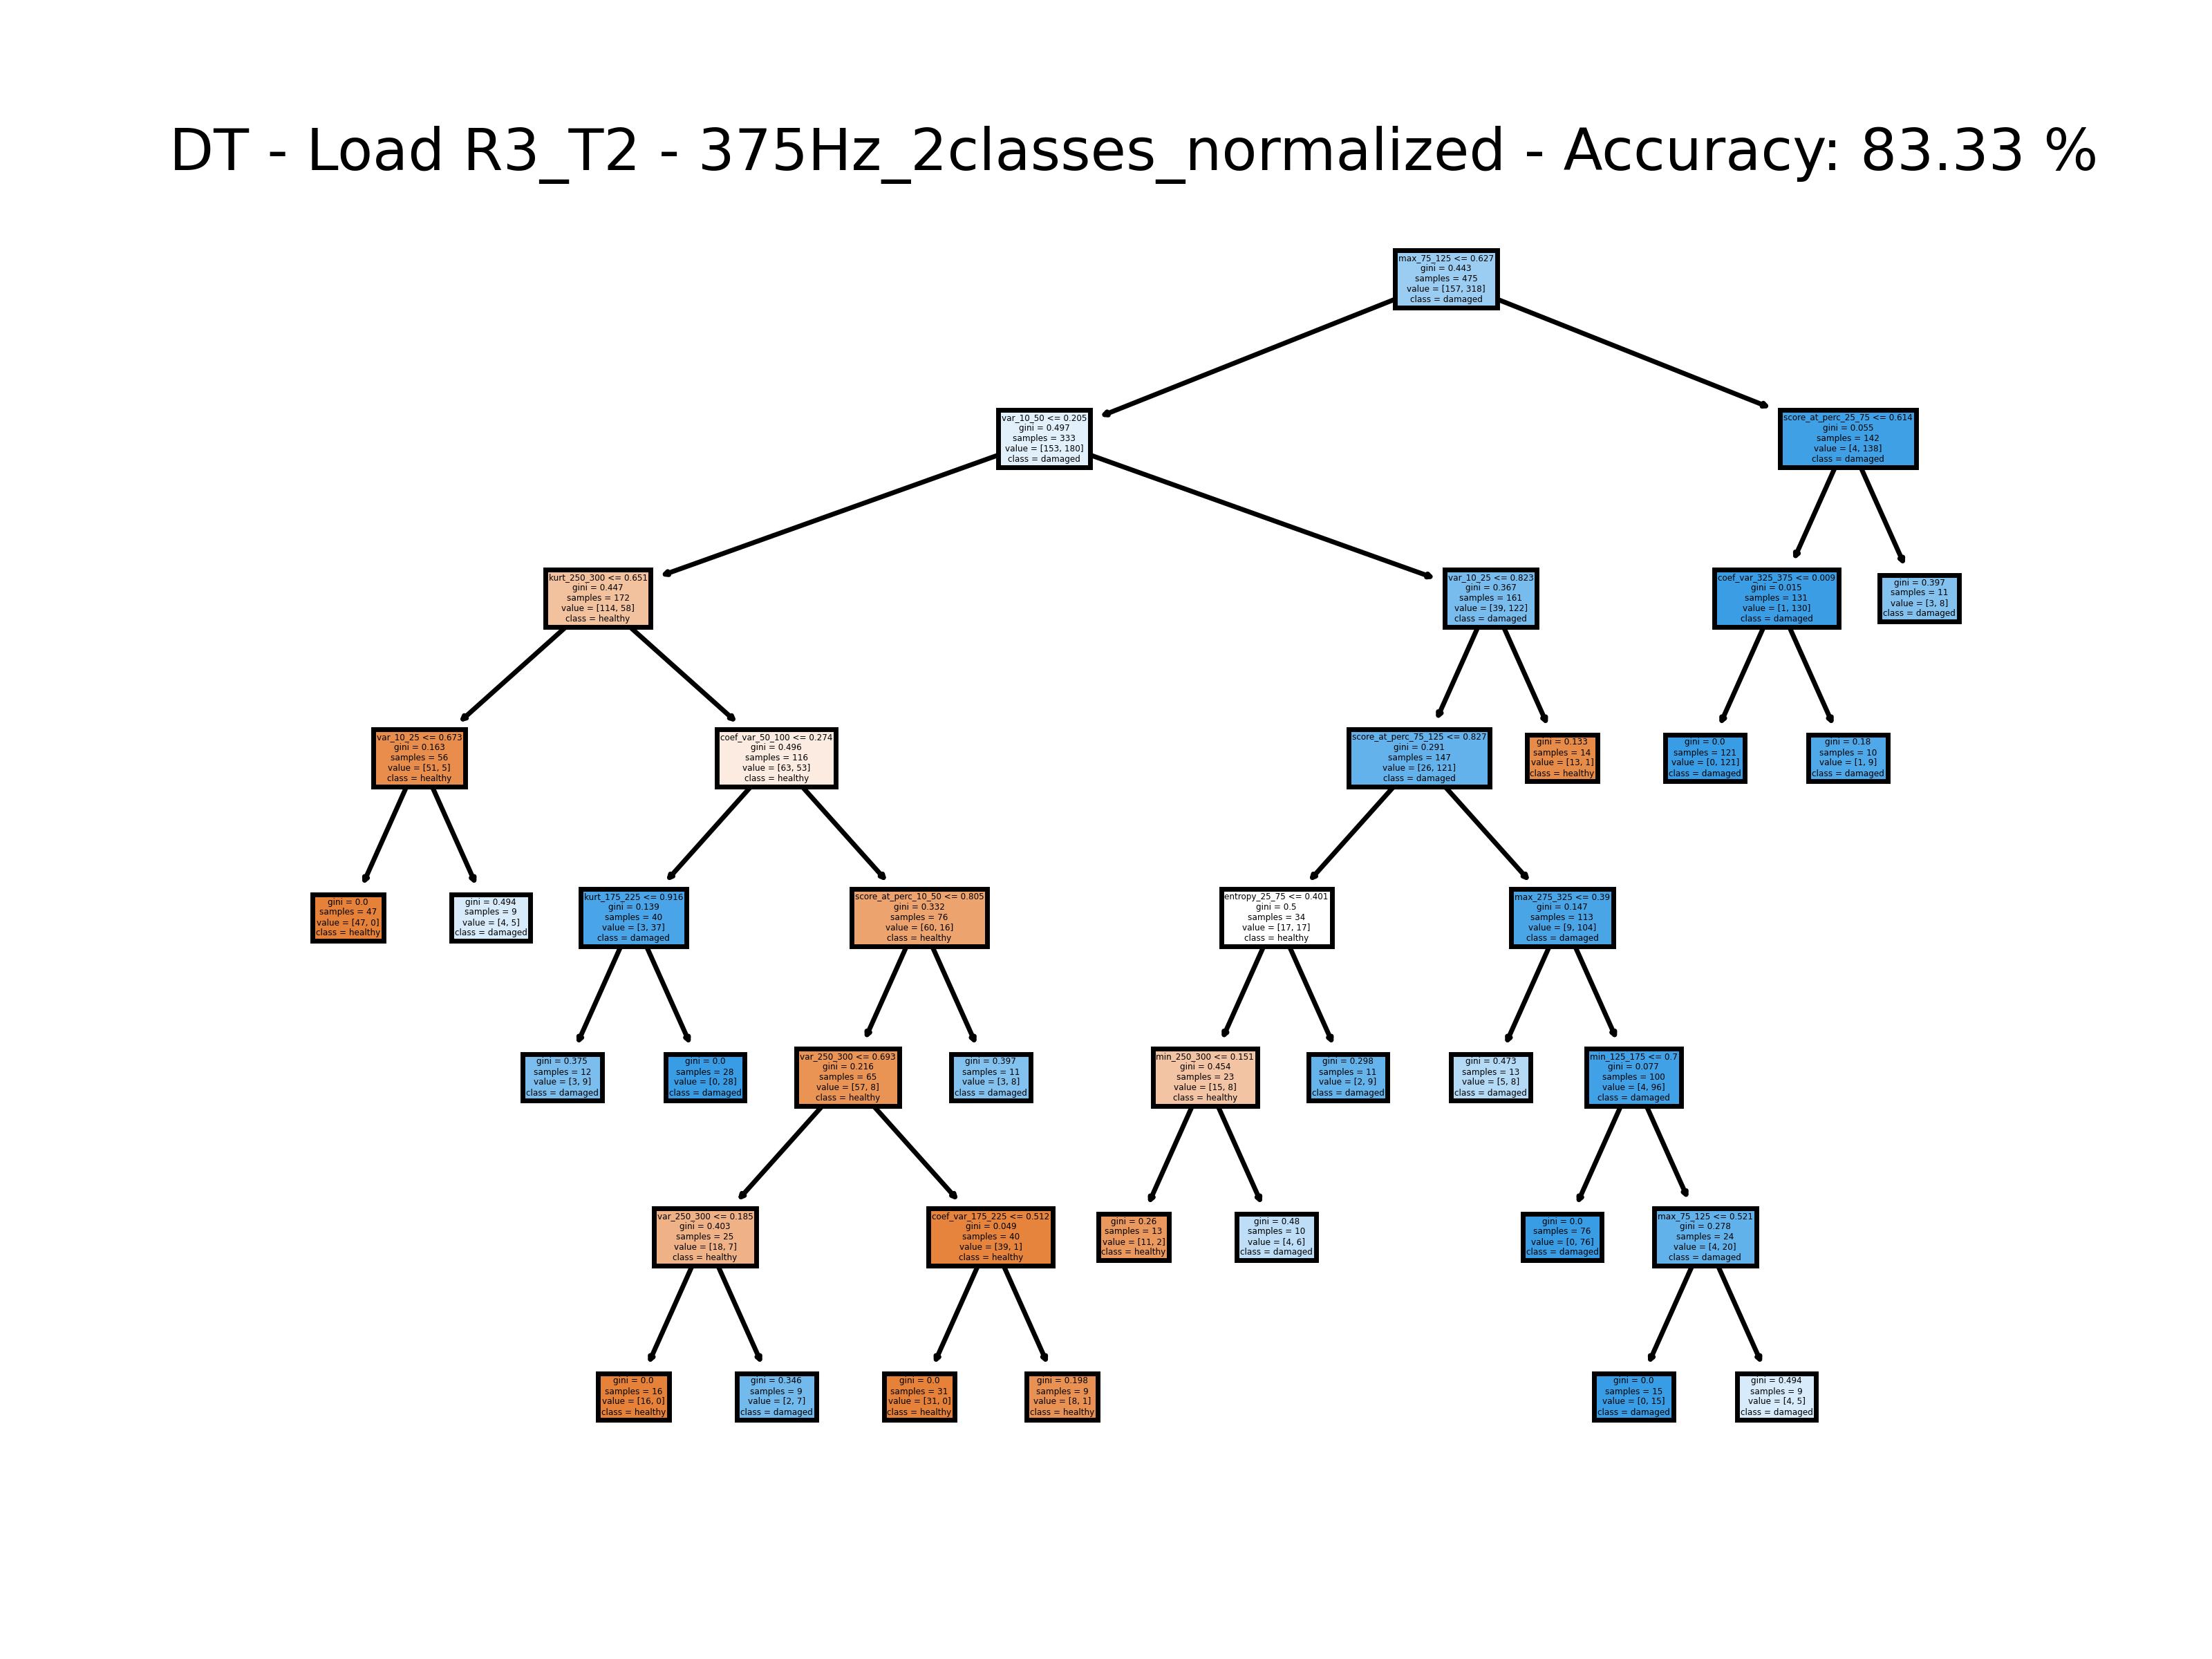 DT - Load R3_T2 - 375Hz_2classes_normalized - Accuracy: 83.33 %
max_75_125 <= 0.627
gini = 0.443
samples = 475
value = [157, 318]
class = damaged
var_10_50 <= 0.205
gini = 0.497
samples = 333
value = [153, 180]
class = damaged
score_at_perc_25_75 <= 0.614
gini = 0.055
samples = 142
value = [4, 138]
class = damaged
kurt_250_300 <= 0.651
gini = 0.447
samples = 172
value = [114, 58]
class = healthy
var_10_25 <= 0.823
gini = 0.367
samples = 161
value = [39, 122]
class = damaged
coef_var_325_375 <= 0.009
gini = 0.015
samples = 131
value = [1, 130]
class = damaged
gini = 0.397
samples = 11
value = [3, 8]
class = damaged
var_10_25 <= 0.673
gini = 0.163
samples = 56
value = [51, 5]
class = healthy
coef_var_50_100 <= 0.274
gini = 0.496
samples = 116
value = [63, 53]
class = healthy
score_at_perc_75_125 <= 0.827
gini = 0.291
samples = 147
value = [26, 121]
class = damaged
gini = 0.133
samples = 14
value = [13, 1]
class = healthy
gini = 0.0
samples = 121
value = [0, 121]
class = damaged
gini = 0.18
samples = 10
value = [1, 9]
class = damaged
gini = 0.0
samples = 47
value = [47, 0]
class = healthy
gini = 0.494
samples = 9
value = [4, 5]
class = damaged
kurt_175_225 <= 0.916
gini = 0.139
samples = 40
value = [3, 37]
class = damaged
score_at_perc_10_50 <= 0.805
gini = 0.332
samples = 76
value = [60, 16]
class = healthy
entropy_25_75 <= 0.401
gini = 0.5
samples = 34
value = [17, 17]
class = healthy
max_275_325 <= 0.39
gini = 0.147
samples = 113
value = [9, 104]
class = damaged
gini = 0.375
samples = 12
value = [3, 9]
class = damaged
gini = 0.0
samples = 28
value = [0, 28]
class = damaged
var_250_300 <= 0.693
gini = 0.216
samples = 65
value = [57, 8]
class = healthy
gini = 0.397
samples = 11
value = [3, 8]
class = damaged
min_250_300 <= 0.151
gini = 0.454
samples = 23
value = [15, 8]
class = healthy
gini = 0.298
samples = 11
value = [2, 9]
class = damaged
gini = 0.473
samples = 13
value = [5, 8]
class = damaged
min_125_175 <= 0.7
gini = 0.077
samples = 100
value = [4, 96]
class = damaged
var_250_300 <= 0.185
gini = 0.403
samples = 25
value = [18, 7]
class = healthy
coef_var_175_225 <= 0.512
gini = 0.049
samples = 40
value = [39, 1]
class = healthy
gini = 0.26
samples = 13
value = [11, 2]
class = healthy
gini = 0.48
samples = 10
value = [4, 6]
class = damaged
gini = 0.0
samples = 76
value = [0, 76]
class = damaged
max_75_125 <= 0.521
gini = 0.278
samples = 24
value = [4, 20]
class = damaged
gini = 0.0
samples = 16
value = [16, 0]
class = healthy
gini = 0.346
samples = 9
value = [2, 7]
class = damaged
gini = 0.0
samples = 31
value = [31, 0]
class = healthy
gini = 0.198
samples = 9
value = [8, 1]
class = healthy
gini = 0.0
samples = 15
value = [0, 15]
class = damaged
gini = 0.494
samples = 9
value = [4, 5]
class = damaged